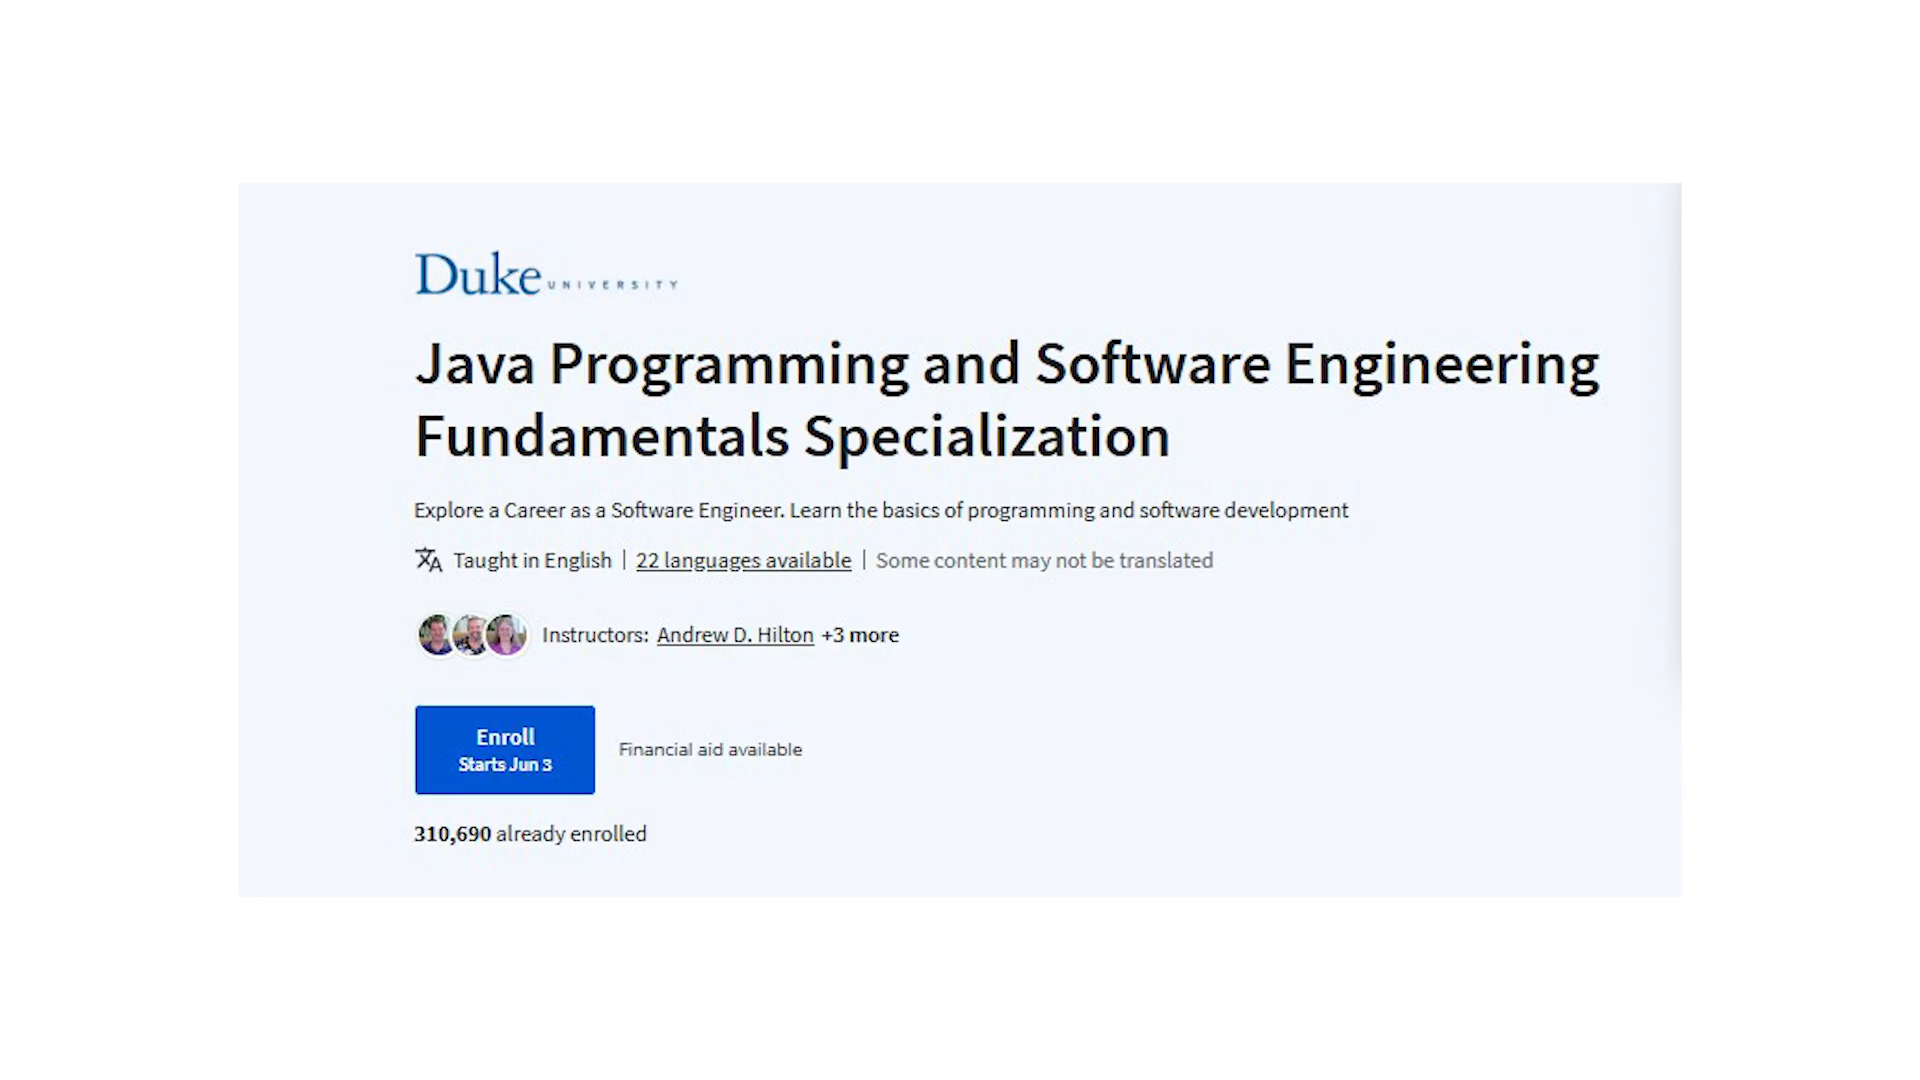 Duke UNIVERSITY
Java Programming and Software Engineering
Fundamentals Specialization
Explore a Career as a Software Engineer. Learn the basics of programming and software development
Taught in English | 22 languages available | Some content may not be translated
Instructors: Andrew D. Hilton +3 more
Enroll
Starts Jun 3
Financial aid available
310,690 already enrolled